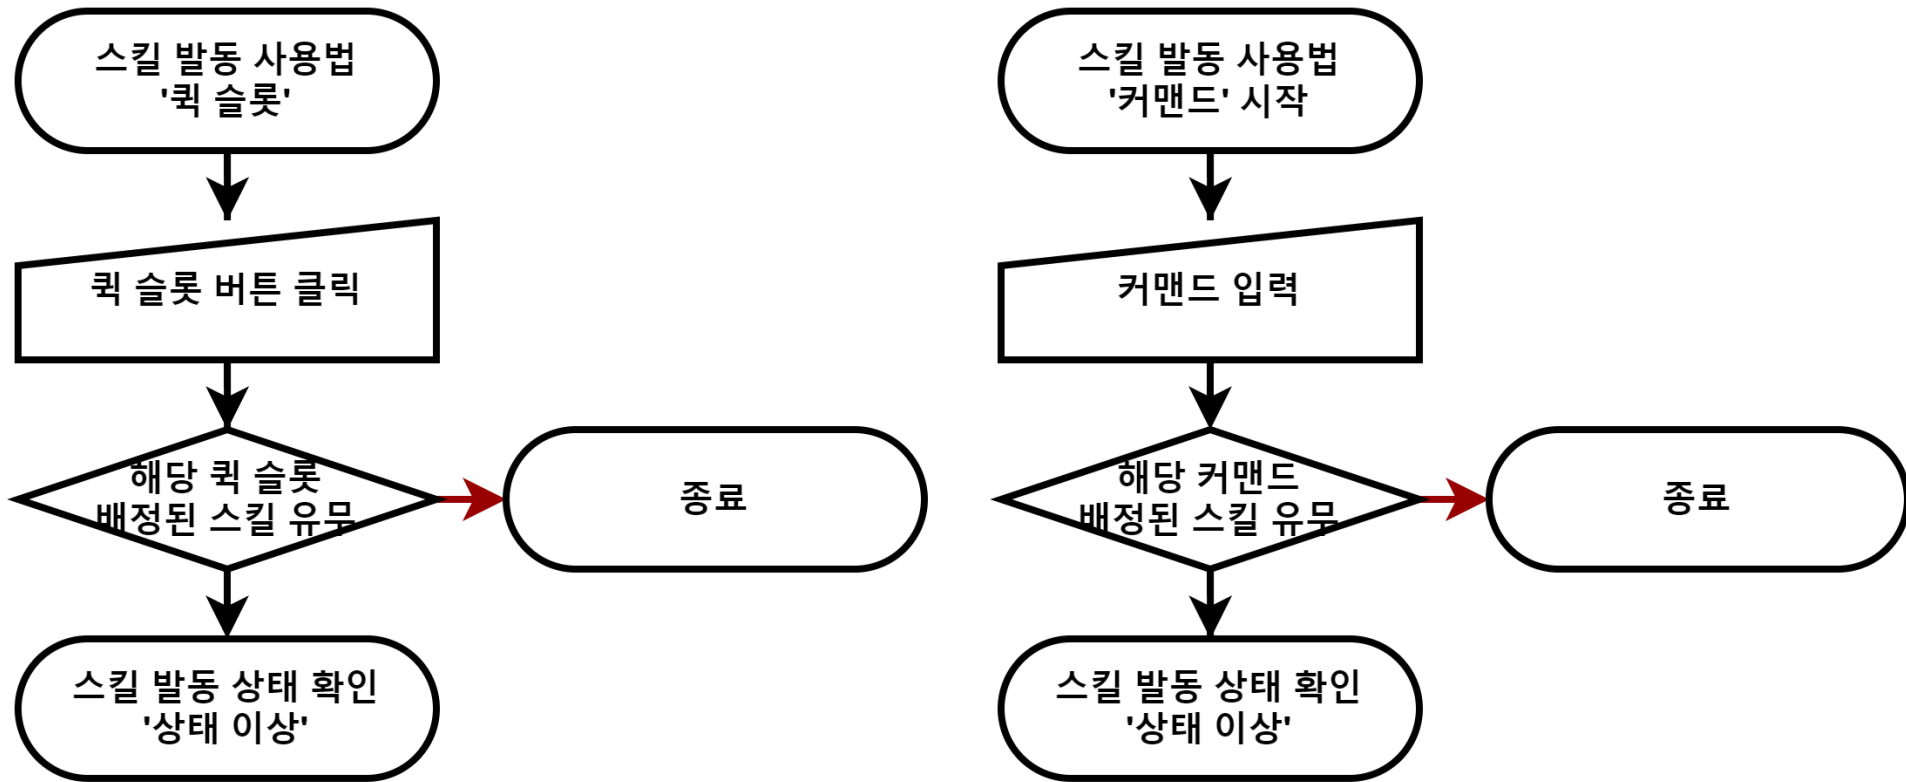 스킬 발동 사용법
'퀵 슬롯'
퀵 슬롯 버튼 클릭
해당 퀵 슬롯
배정된 스킬 유무
종료
스킬 발동 상태 확인
'상태 이상'
스킬 발동 사용법
'커맨드' 시작
커맨드 입력
해당 커맨드
배정된 스킬 유무
종료
스킬 발동 상태 확인
'상태 이상'